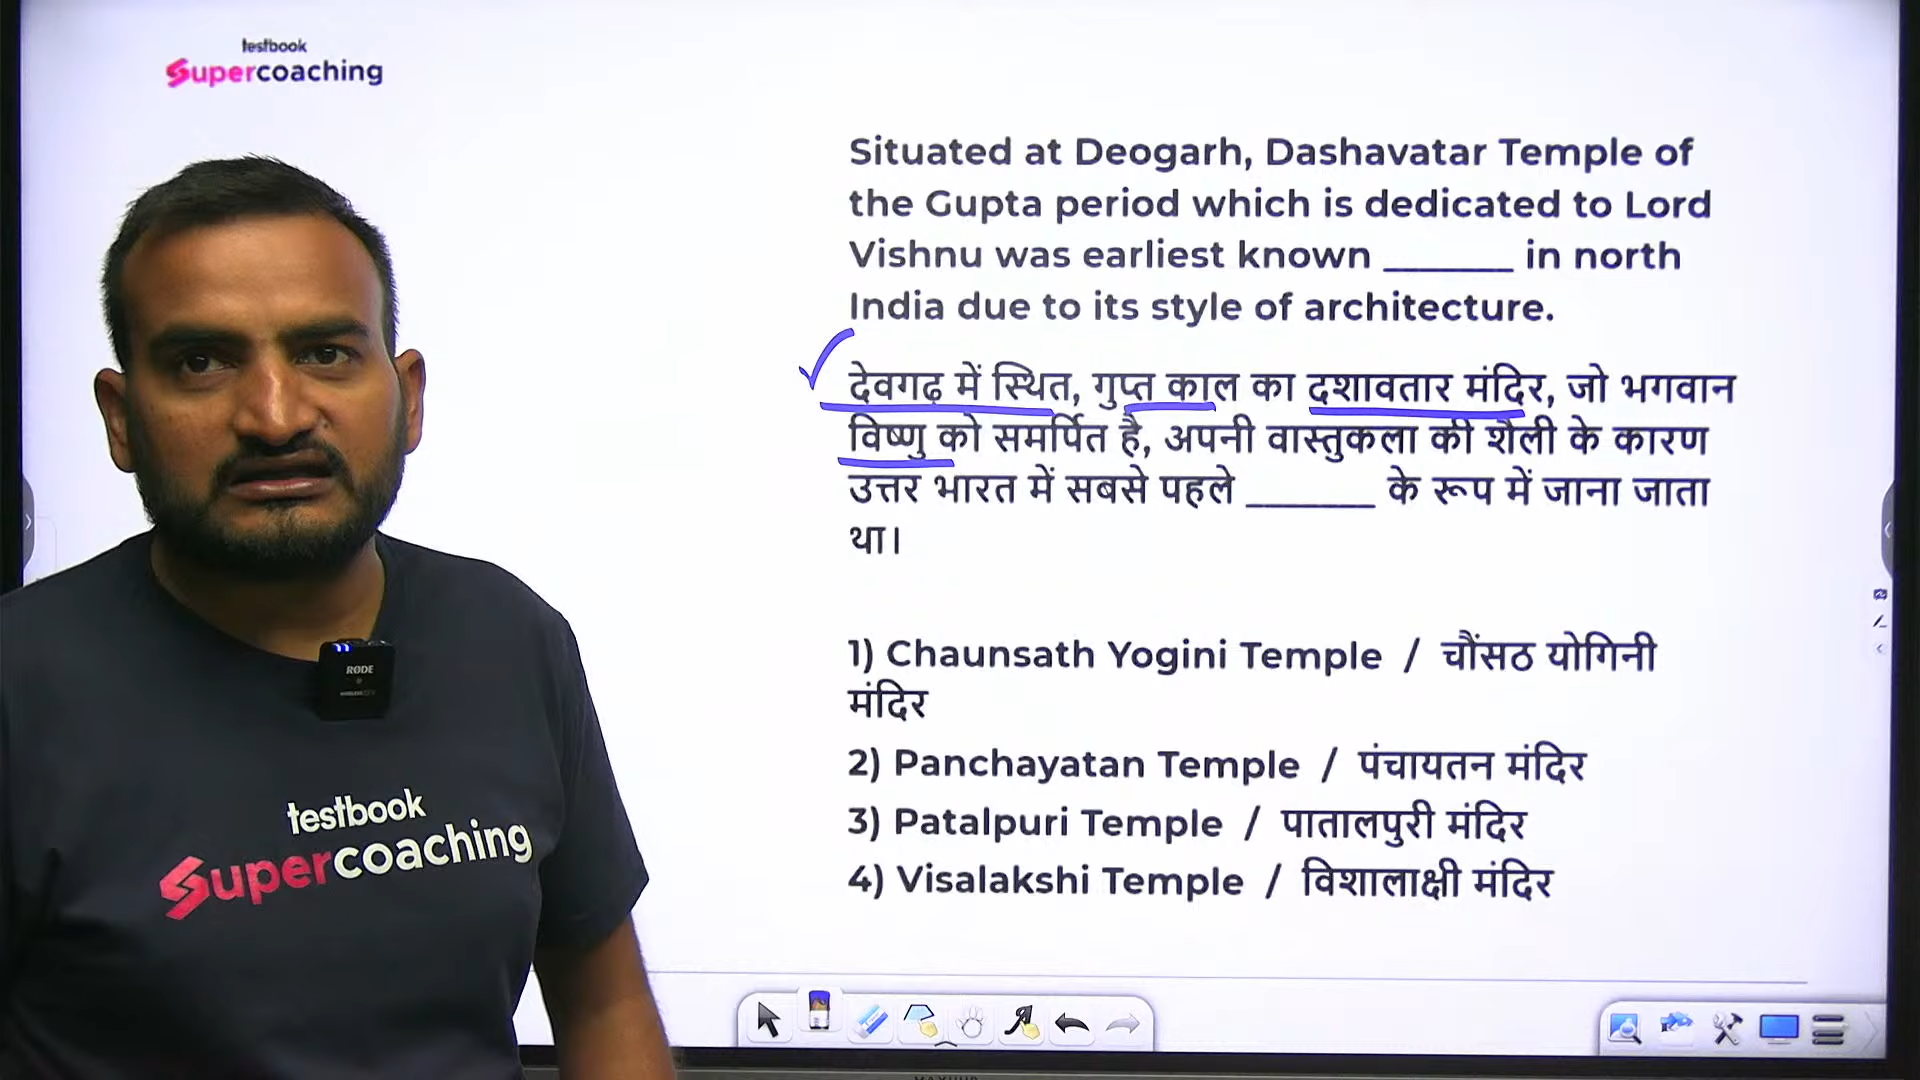 testbook
Supercoaching
Situated at Deogarh, Dashavatar Temple of
the Gupta period which is dedicated to Lord
Vishnu was earliest known _______ in north
India due to its style of architecture.
देवगढ़ में स्थित, गुप्त काल का दशावतार मंदिर, जो भगवान
विष्णु को समर्पित है, अपनी वास्तुकला की शैली के कारण
उत्तर भारत में सबसे पहले _______ के रूप में जाना जाता
था।
1) Chaunsath Yogini Temple / चौंसठ योगिनी
मंदिर
2) Panchayatan Temple / पंचायतन मंदिर
3) Patalpuri Temple / पातालपुरी मंदिर
4) Visalakshi Temple / विशालाक्षी मंदिर
RØDE
testbook
Supercoaching